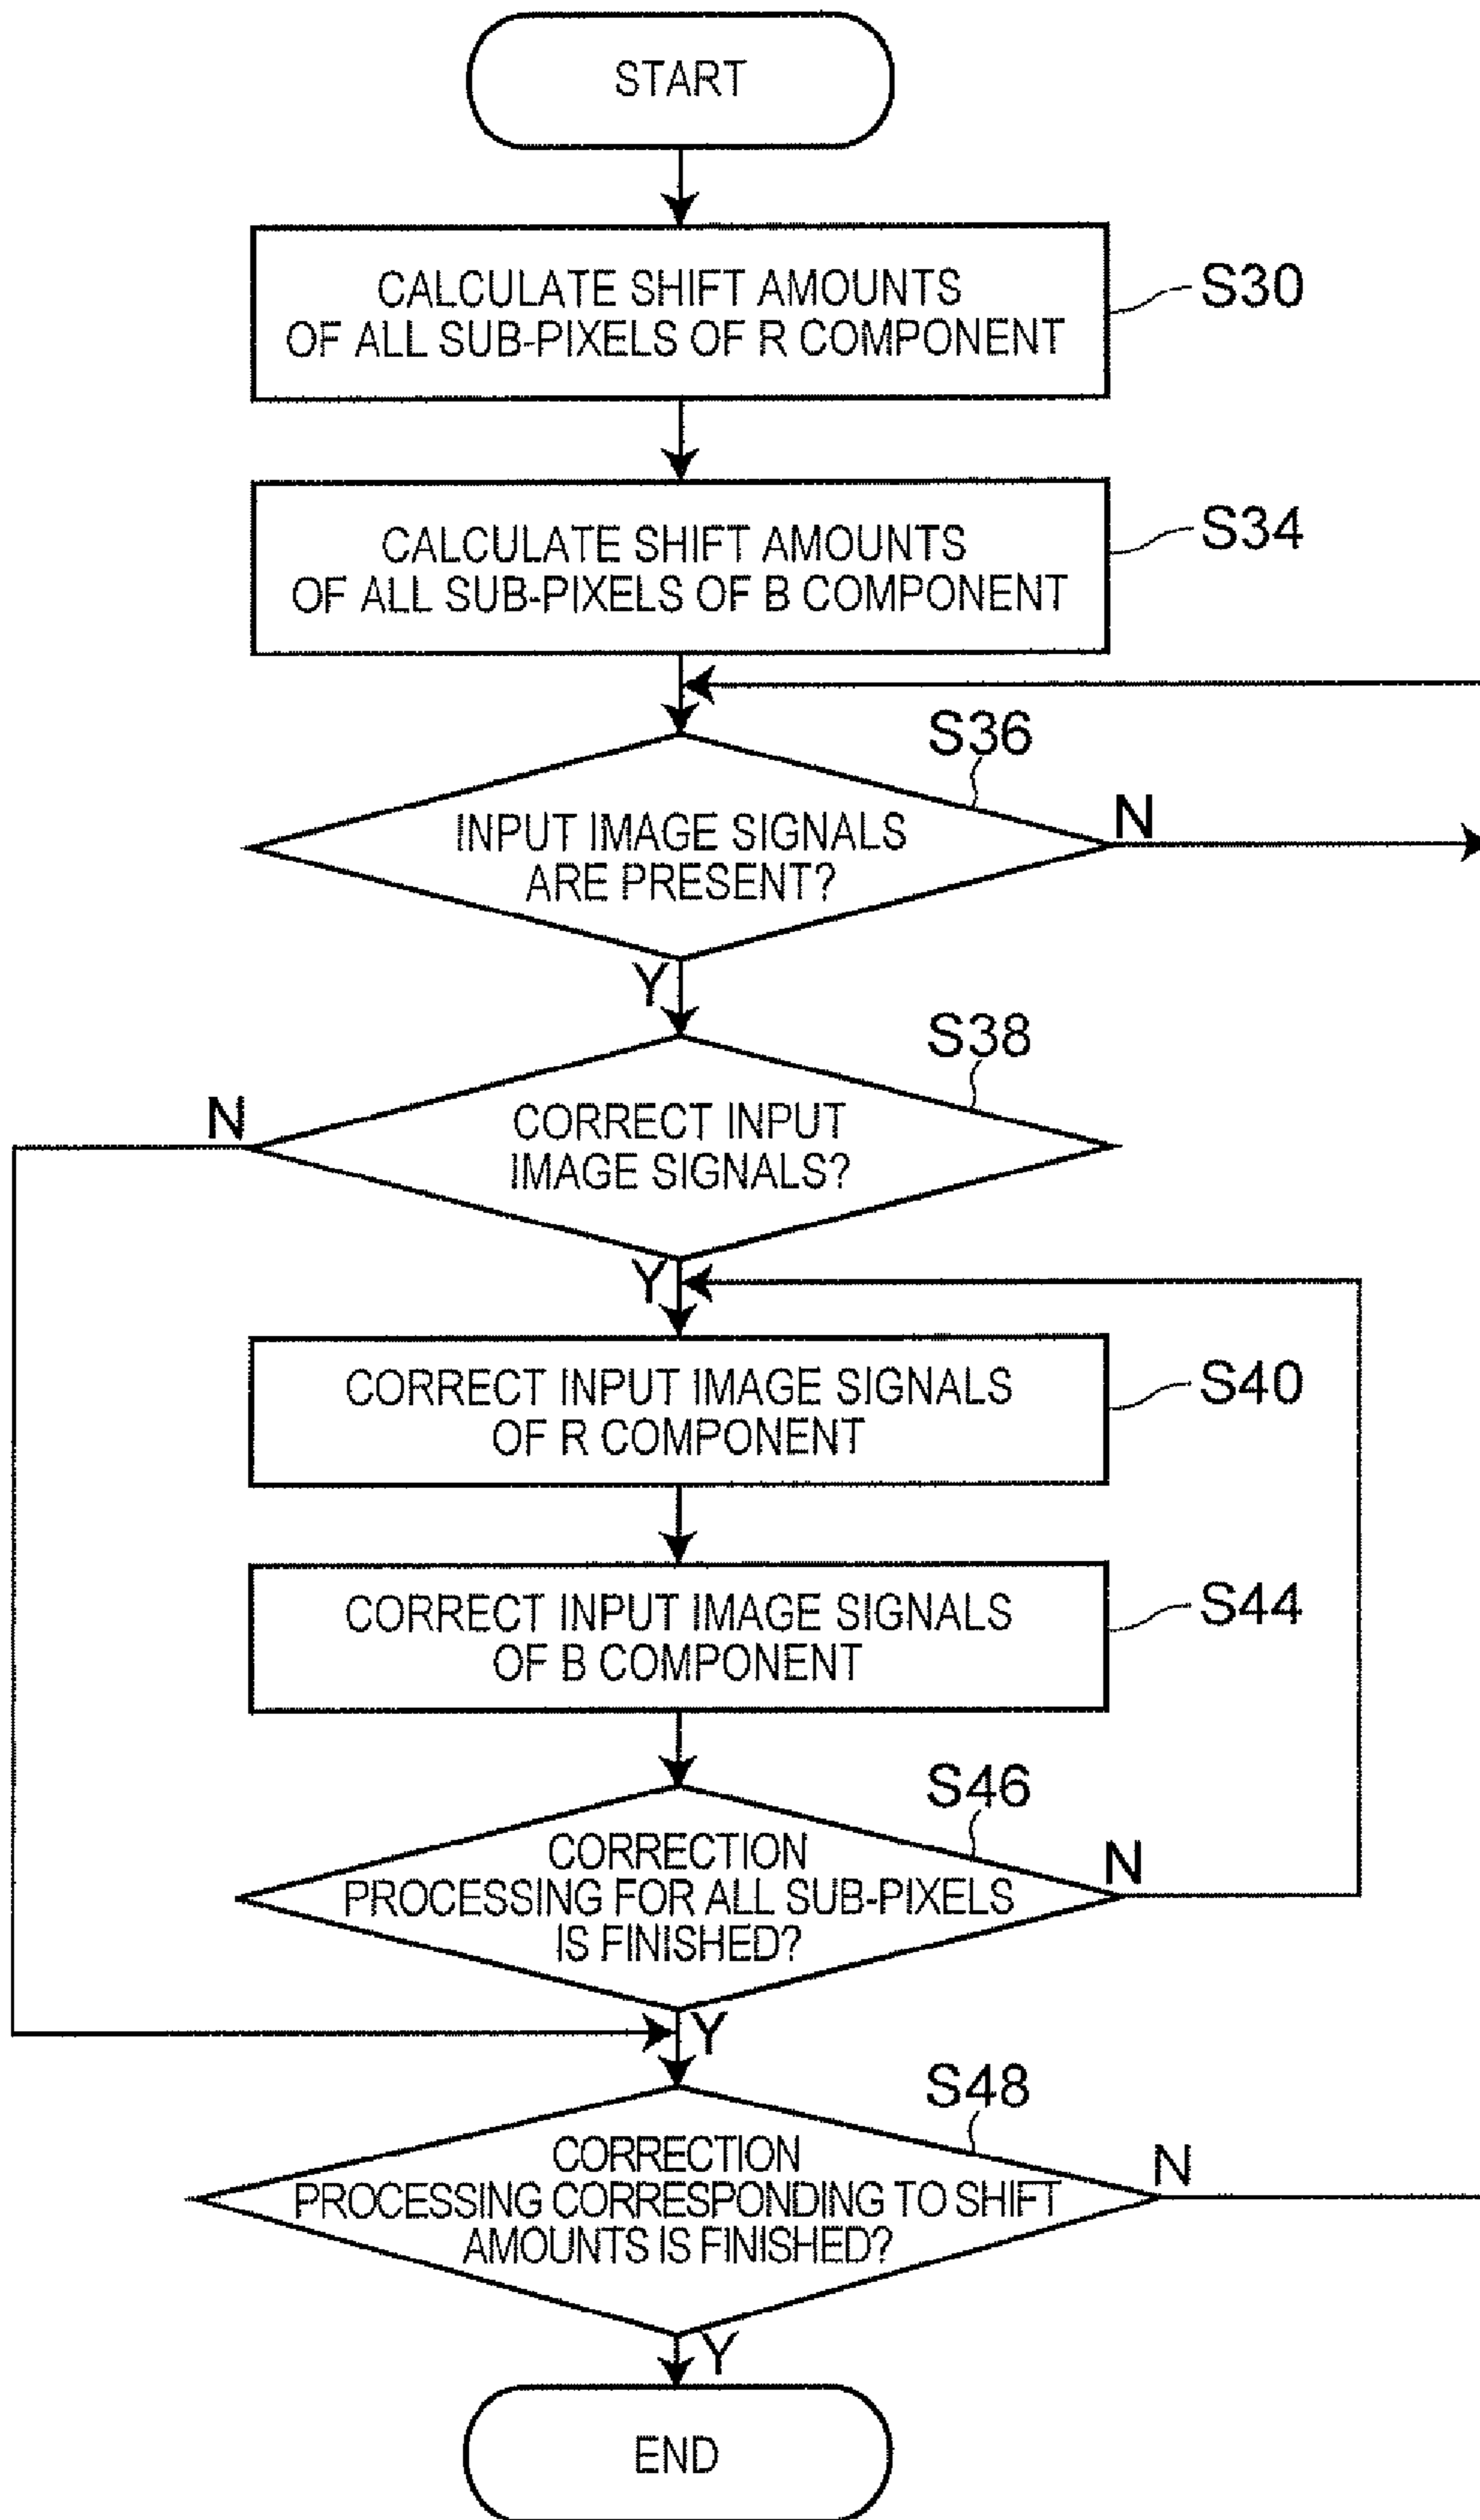 START
CALCULATE SHIFT AMOUNTS
OF ALL SUB-PIXELS OF R COMPONENT
S30
CALCULATE SHIFT AMOUNTS
OF ALL SUB-PIXELS OF B COMPONENT
S34
S36
INPUT IMAGE SIGNALS
ARE PRESENT?
N
Y
S38
N
CORRECT INPUT
IMAGE SIGNALS?
Y
CORRECT INPUT IMAGE SIGNALS
OF R COMPONENT
S40
CORRECT INPUT IMAGE SIGNALS
OF B COMPONENT
S44
S46
CORRECTION
PROCESSING FOR ALL SUB-PIXELS
IS FINISHED?
N
Y
S48
CORRECTION
PROCESSING CORRESPONDING TO SHIFT
AMOUNTS IS FINISHED?
N
Y
END